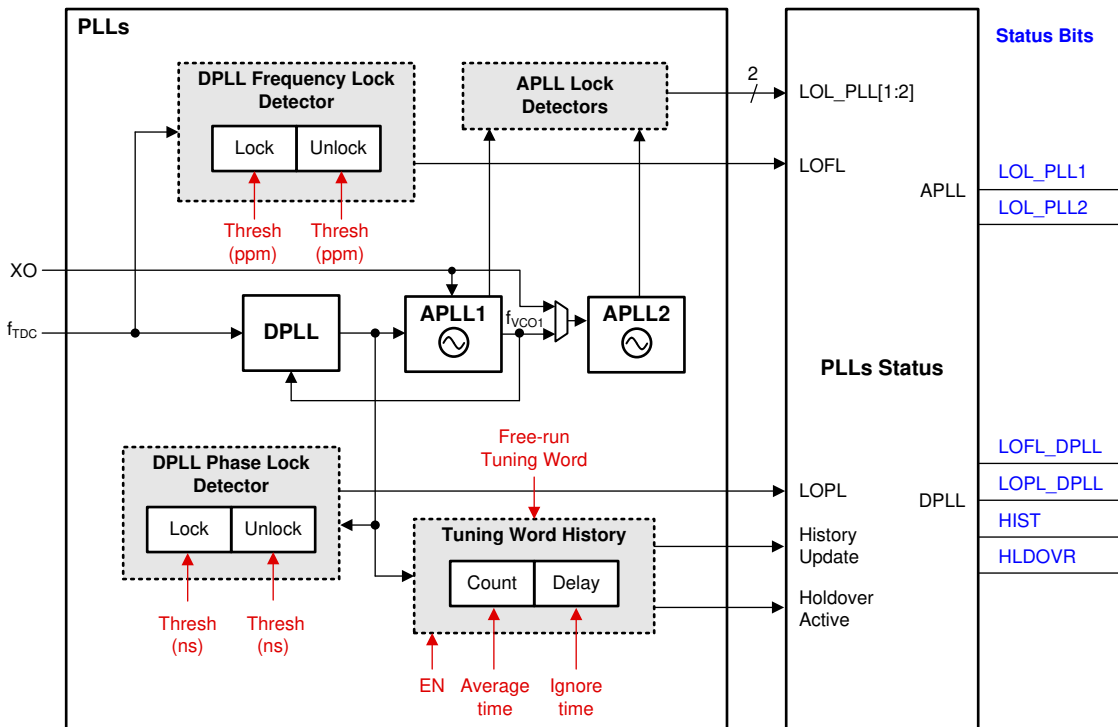 PLLs
Status Bits
DPLL Frequency Lock
Detector
Lock
Unlock
Thresh
(ppm)
Thresh
(ppm)
APLL Lock
Detectors
2
LOL_PLL[1:2]
LOFL
APLL
LOL_PLL1
LOL_PLL2
XO
fTDC
DPLL
APLL1
fVCO1
APLL2
PLLs Status
Free-run
Tuning Word
DPLL Phase Lock
Detector
Lock
Unlock
Thresh
(ns)
Thresh
(ns)
Tuning Word History
Count
Delay
EN
Average
time
Ignore
time
LOPL
History
Update
Holdover
Active
DPLL
LOFL_DPLL
LOPL_DPLL
HIST
HLDOVR